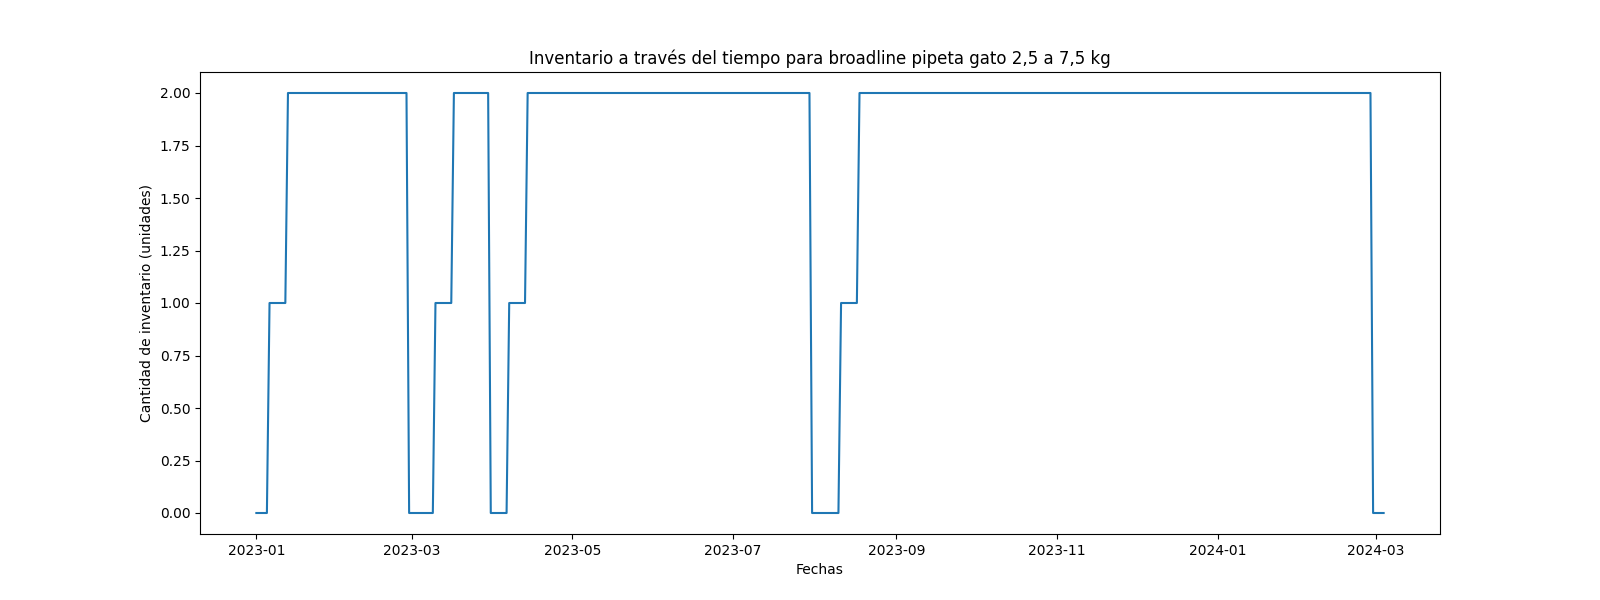 Inventario a través del tiempo para broadline pipeta gato 2,5 a 7,5 kg
Cantidad de inventario (unidades)
2.00
1.75
1.50
1.25
1.00
0.75
0.50
0.25
0.00
2023-01 2023-03 2023-05 2023-07 2023-09 2023-11 2024-01 2024-03
Fechas